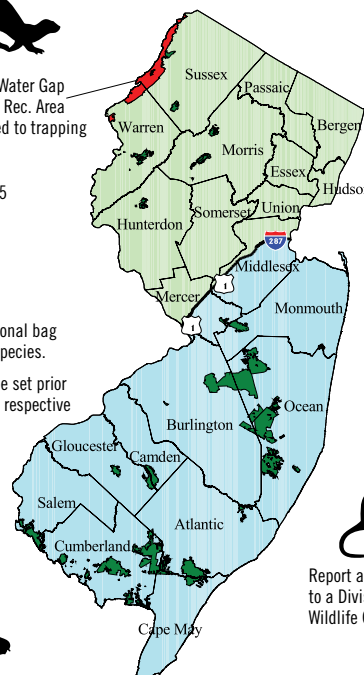 Water Gap
Rec. Area
ed to trapping
5
Sussex
Passaic
Warren
Bergen
Morris
Essex
Hudso
Hunterdon
Somerset
Union
287
Middlesex
1
Mercer
Monmouth
1
onal bag
pecies.
e set prior
respective
Ocean
Burlington
Gloucester
Camden
Salem
Atlantic
Cumberland
Report a
to a Divis
Wildlife C
Cape May